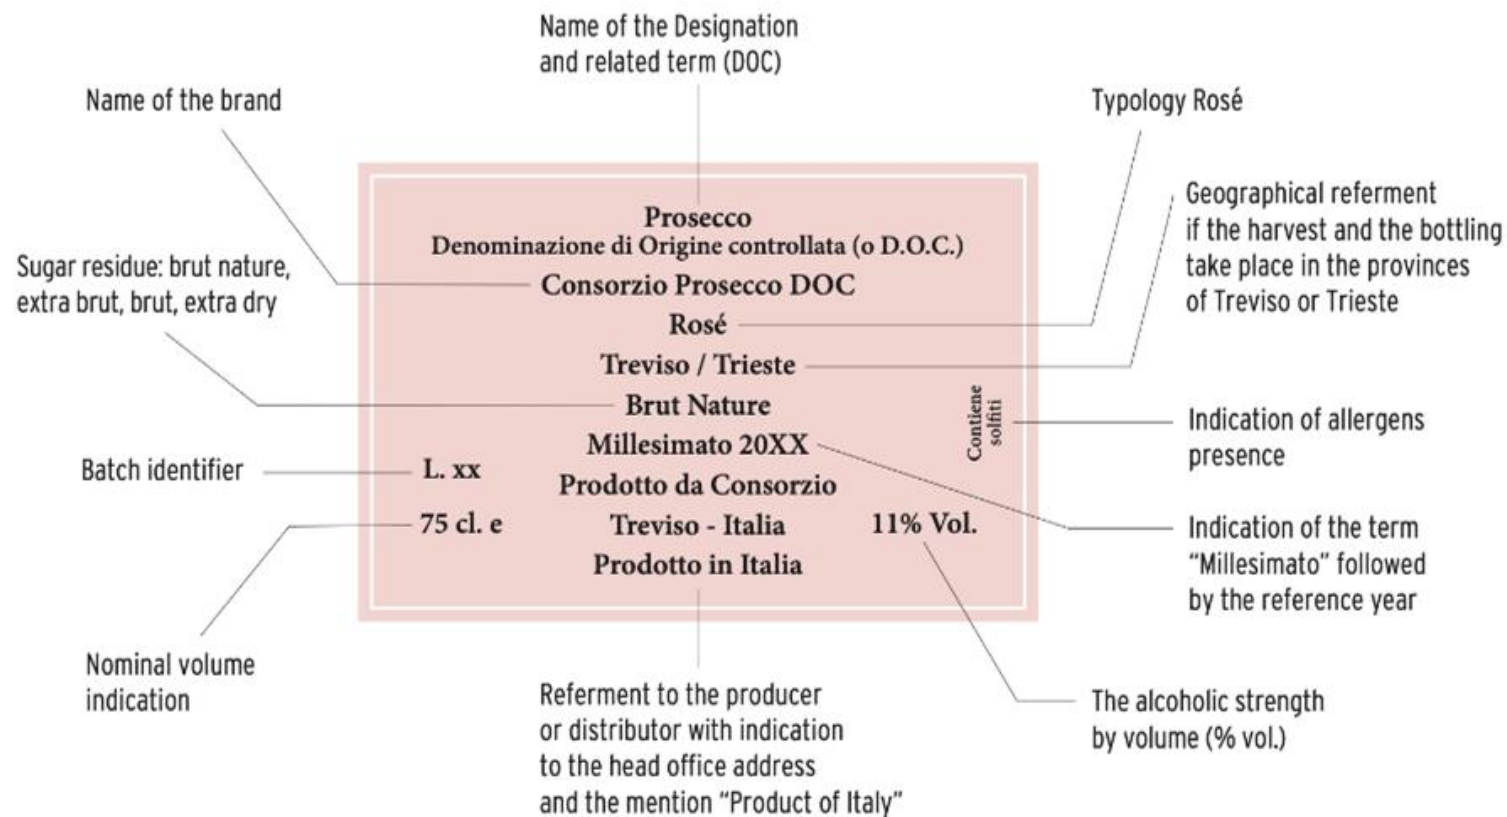 Name of the Designation
and related term (DOC)
Name of the brand
Typology Rosé
Geographical referment
if the harvest and the bottling
take place in the provinces
of Treviso or Trieste
Sugar residue: brut nature,
extra brut, brut, extra dry
Prosecco
Denominazione di Origine controllata (o D.O.C.)
Consorzio Prosecco DOC
Rosé
Treviso / Trieste
Brut Nature
Millesimato 20XX
Prodotto da Consorzio
Treviso - Italia
Prodotto in Italia
Contiene
solfiti
L. xx
75 cl. e
11% Vol.
Indication of allergens
presence
Batch identifier
Indication of the term
“Millesimato” followed
by the reference year
Nominal volume
indication
Referment to the producer
or distributor with indication
to the head office address
and the mention “Product of Italy”
The alcoholic strength
by volume (% vol.)